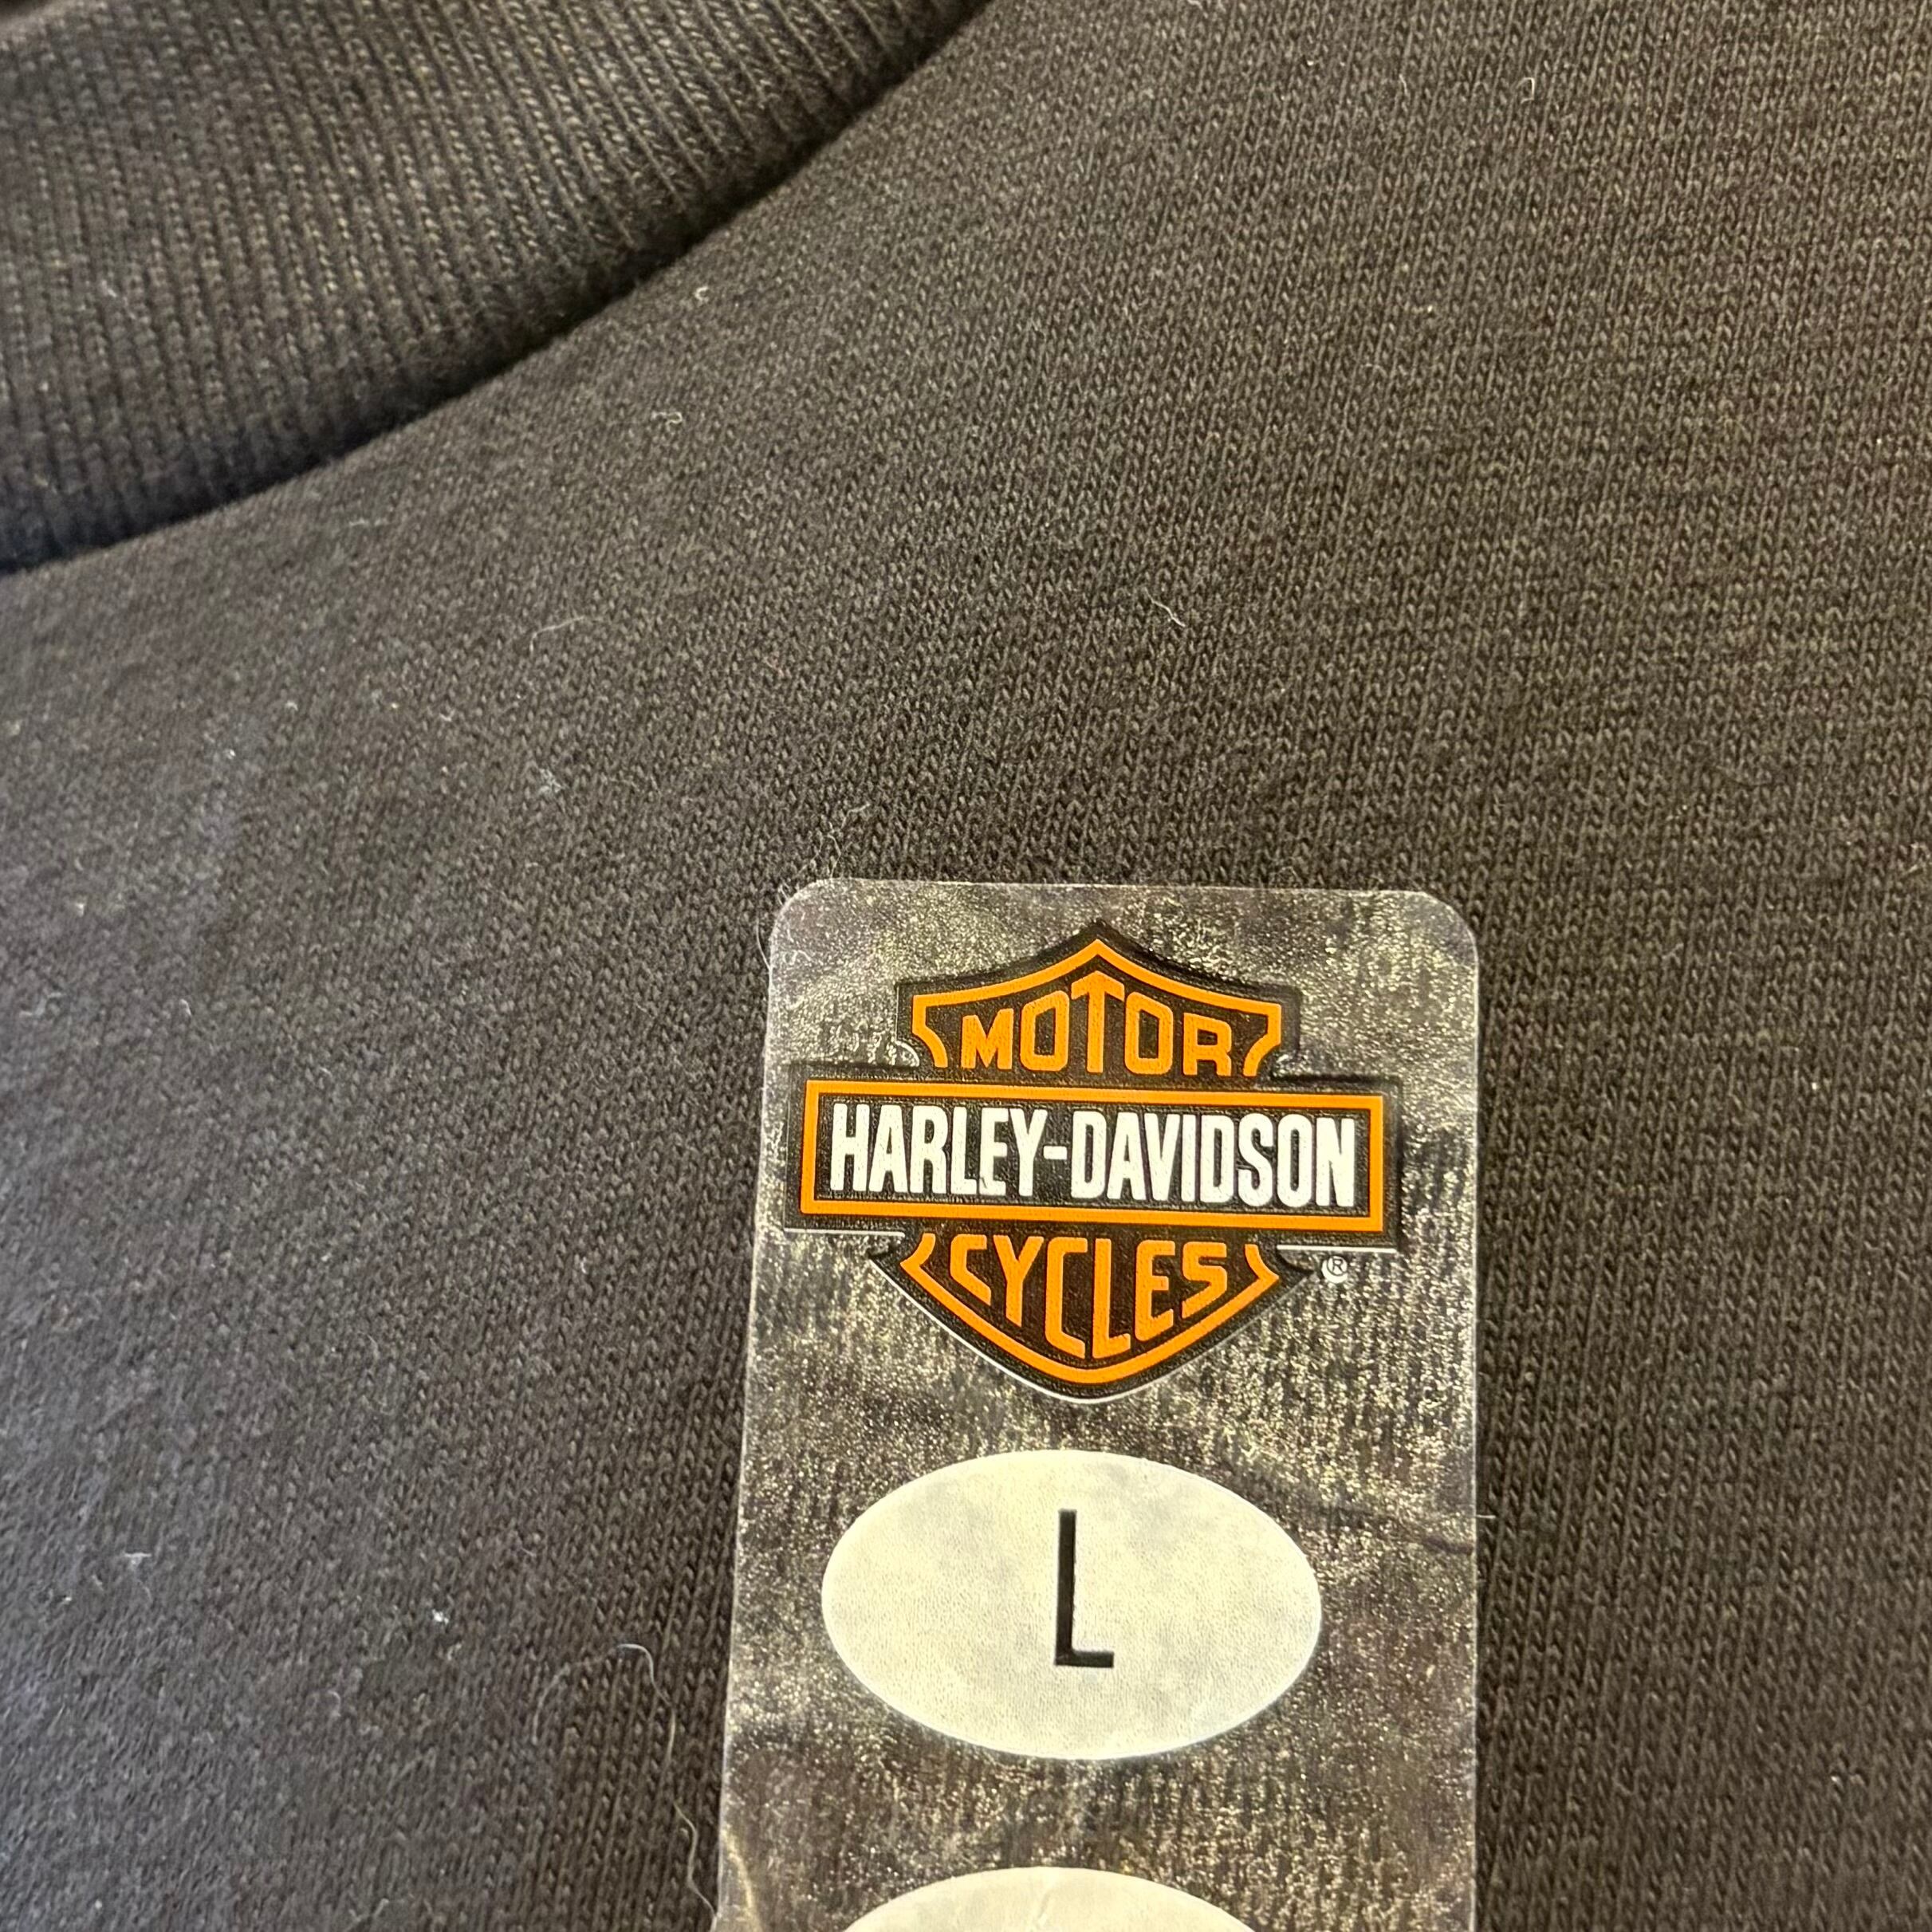 MOTOR
HARLEY-DAVIDSON
CYCLES
®
L